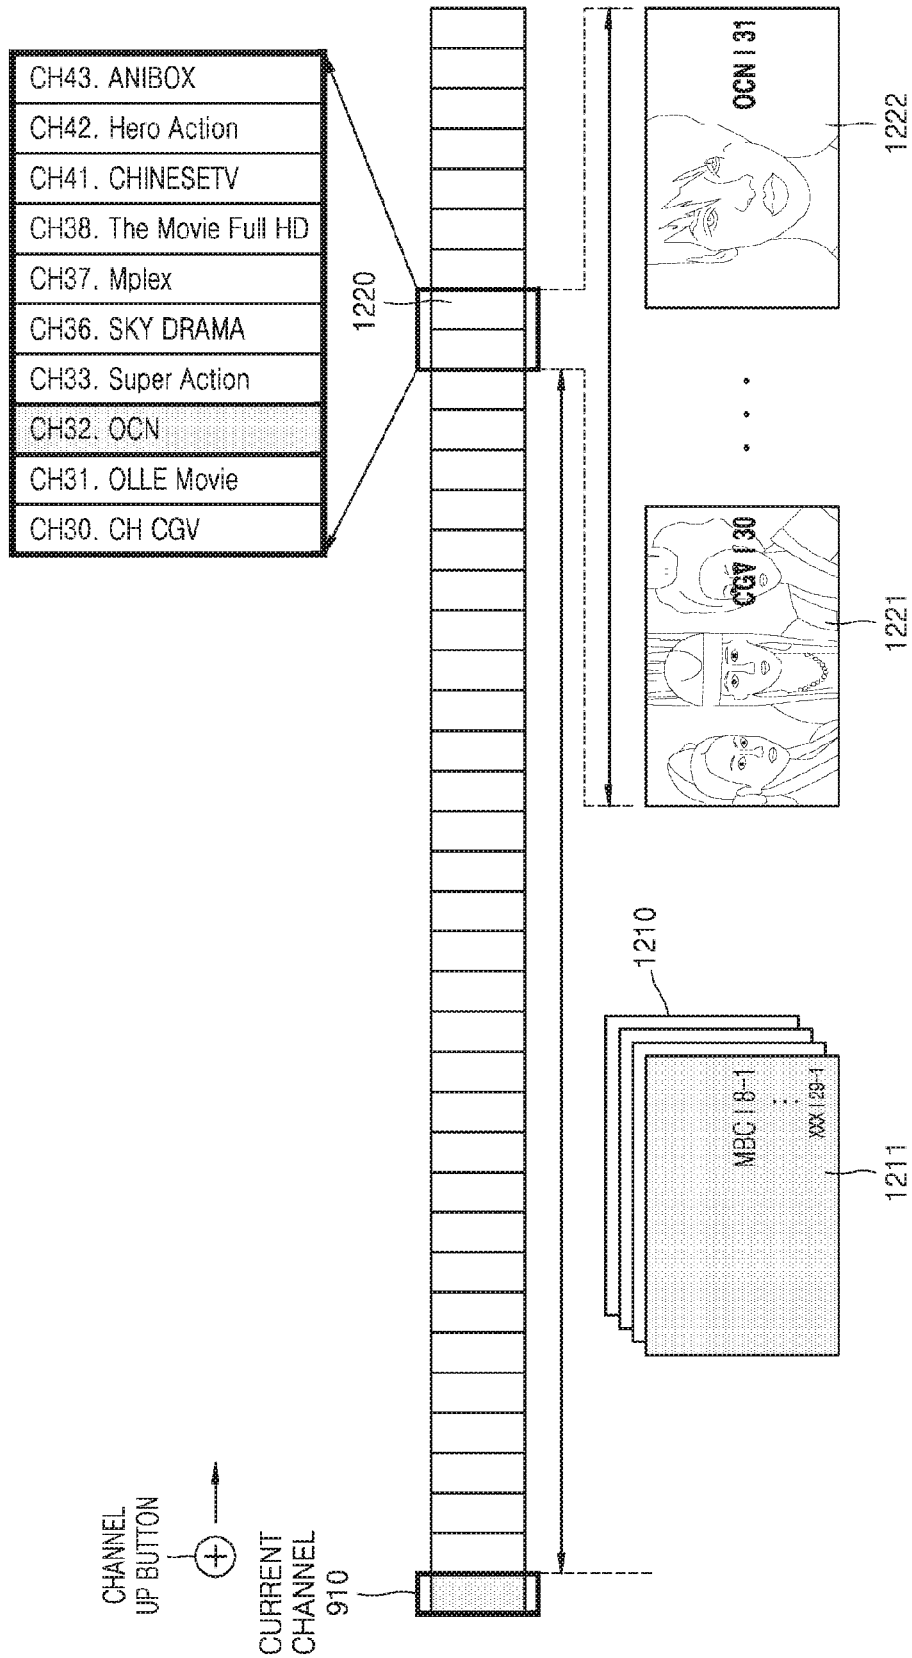 CH43. ANIBOX
CH42. Hero Action
CH41. CHINESETV
CH38. The Movie Full HD
CH37. Mplex
CH36. SKY DRAMA
CH33. Super Action
CH32. OCN
CH31. OLLE Movie
CH30. CH CGV
CHANNEL
UP BUTTON
+
CURRENT
CHANNEL
910
1220
1210
MBC | 8-1
...
XXX | 29-1
1211
CGV | 30
1221
...
OCN | 31
1222